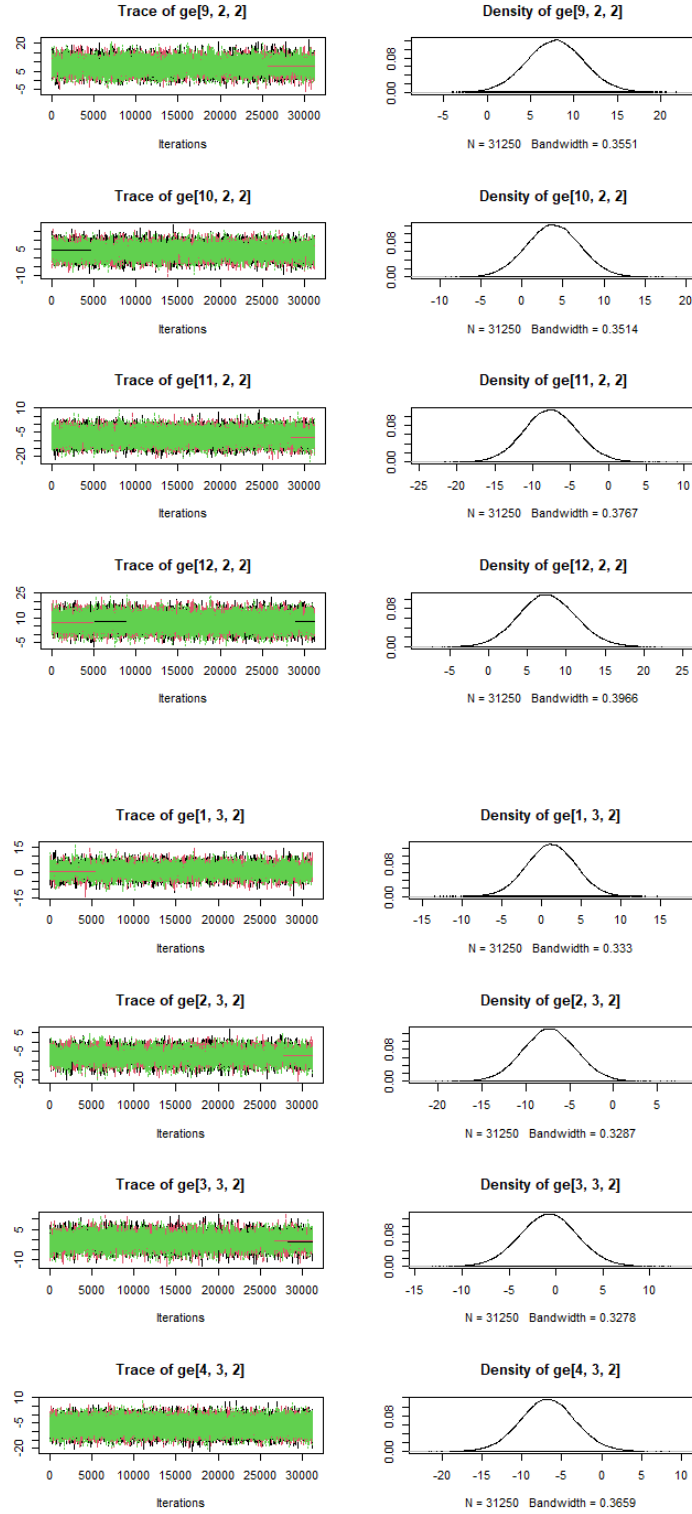 Trace of ge[9, 2, 2]
Density of ge[9, 2, 2]
20
5
-5
0 5000 10000 15000 20000 25000 30000
Iterations
0.08
0.00
-5 0 5 10 15 20
N = 31250 Bandwidth = 0.3551
Trace of ge[10, 2, 2]
Density of ge[10, 2, 2]
5
-10
0 5000 10000 15000 20000 25000 30000
Iterations
0.08
0.00
-10 -5 0 5 10 15 20
N = 31250 Bandwidth = 0.3514
Trace of ge[11, 2, 2]
Density of ge[11, 2, 2]
10
-5
-20
0 5000 10000 15000 20000 25000 30000
Iterations
0.08
0.00
-25 -20 -15 -10 -5 0 5 10
N = 31250 Bandwidth = 0.3767
Trace of ge[12, 2, 2]
Density of ge[12, 2, 2]
25
10
-5
0 5000 10000 15000 20000 25000 30000
Iterations
0.08
0.00
-5 0 5 10 15 20 25
N = 31250 Bandwidth = 0.3966
Trace of ge[1, 3, 2]
Density of ge[1, 3, 2]
15
0
-15
0 5000 10000 15000 20000 25000 30000
Iterations
0.08
0.00
-15 -10 -5 0 5 10 15
N = 31250 Bandwidth = 0.333
Trace of ge[2, 3, 2]
Density of ge[2, 3, 2]
5
-5
-20
0 5000 10000 15000 20000 25000 30000
Iterations
0.08
0.00
-20 -15 -10 -5 0 5
N = 31250 Bandwidth = 0.3287
Trace of ge[3, 3, 2]
Density of ge[3, 3, 2]
5
-10
0 5000 10000 15000 20000 25000 30000
Iterations
0.08
0.00
-15 -10 -5 0 5 10
N = 31250 Bandwidth = 0.3278
Trace of ge[4, 3, 2]
Density of ge[4, 3, 2]
10
-5
-20
0 5000 10000 15000 20000 25000 30000
Iterations
0.08
0.00
-20 -15 -10 -5 0 5 10
N = 31250 Bandwidth = 0.3659